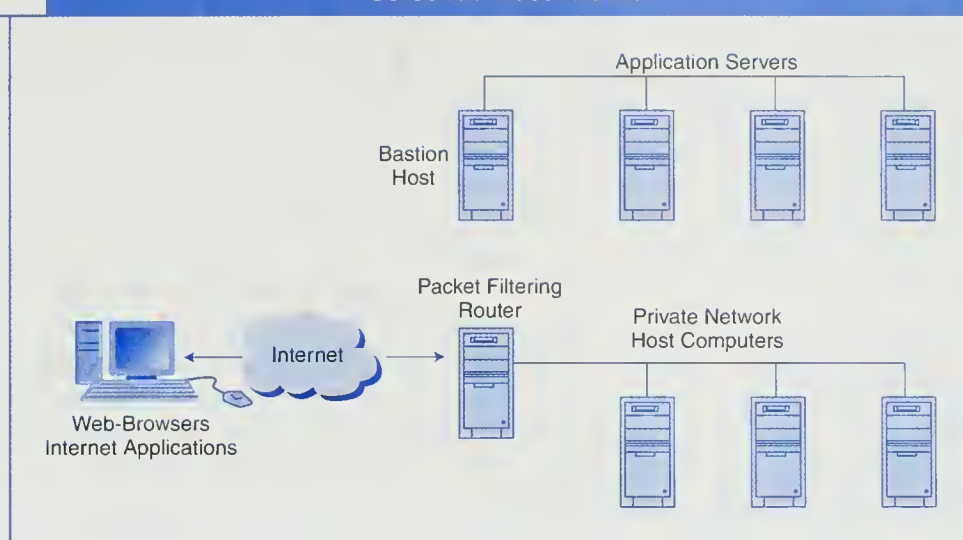 Application Servers
Bastion
Host
Packet Filtering
Router
Private Network
Host Computers
Internet
Web-Browsers
Internet Applications